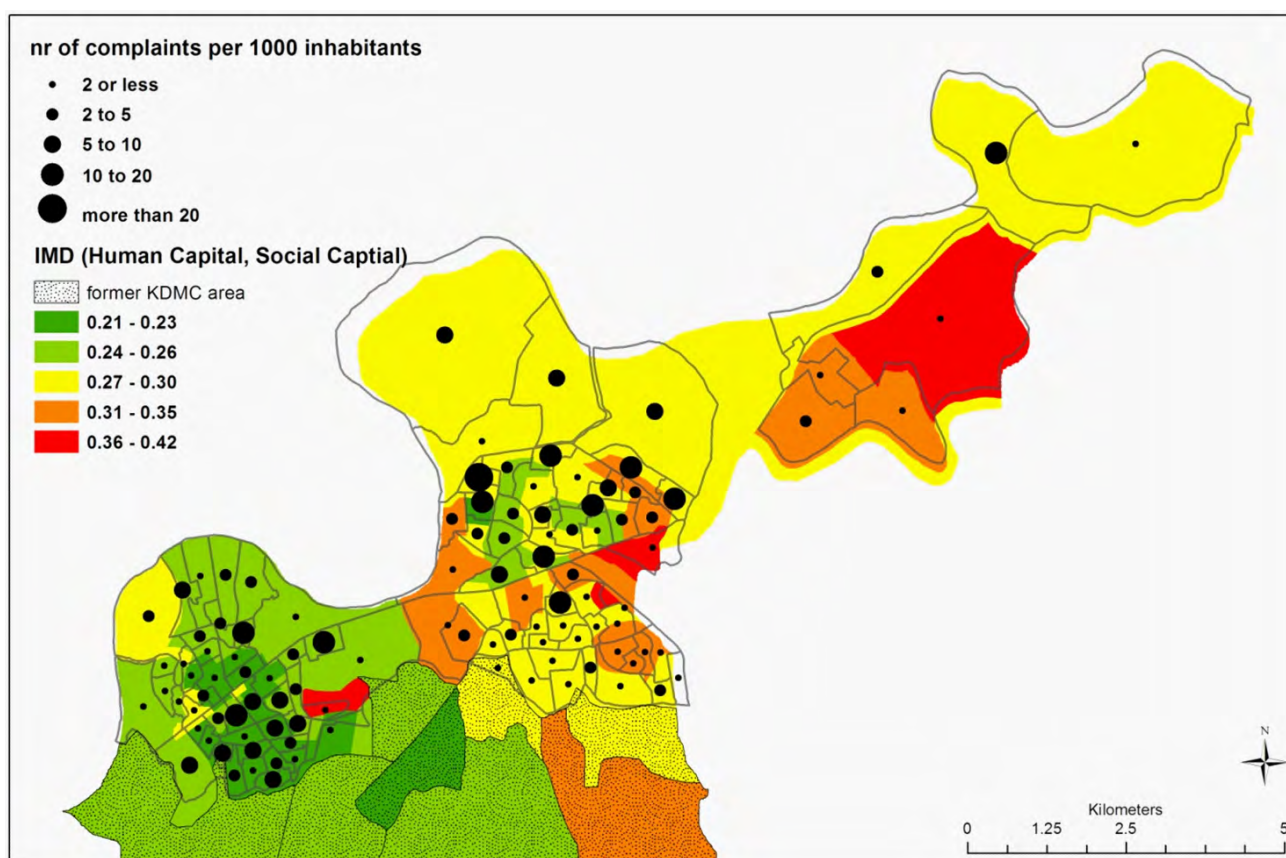 nr of complaints per 1000 inhabitants
2 or less
2 to 5
5 to 10
10 to 20
more than 20
IMD (Human Capital, Social Captial)
former KDMC area
0.21 - 0.23
0.24 - 0.26
0.27 - 0.30
0.31 - 0.35
0.36 - 0.42
N
Kilometers
0 1.25 2.5 5